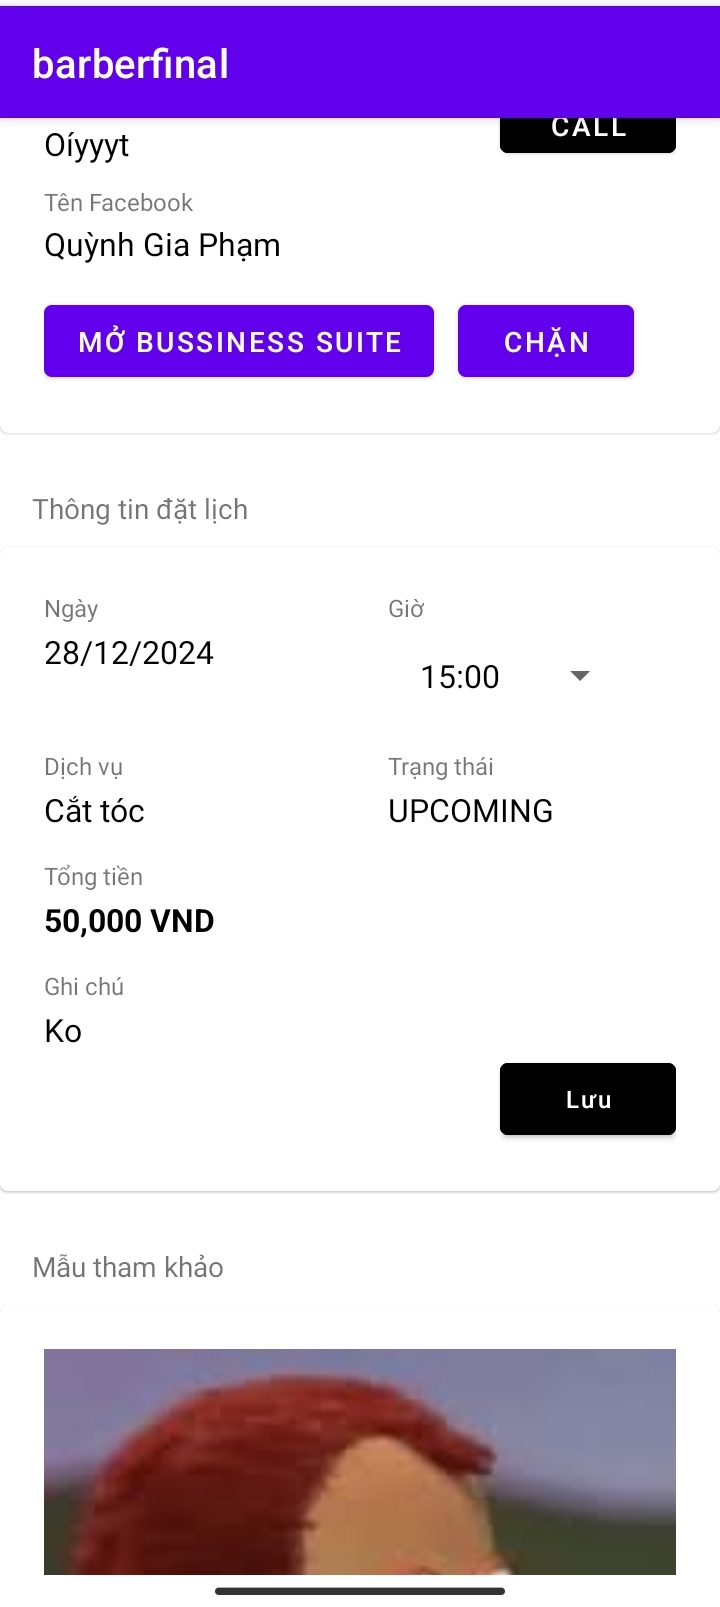 barberfinal
Oíyyyt
CALL
Tên Facebook
Quỳnh Gia Phạm
MỞ BUSSINESS SUITE
CHẶN
Thông tin đặt lịch
Ngày
Giờ
28/12/2024
15:00
Dịch vụ
Trạng thái
Cắt tóc
UPCOMING
Tổng tiền
50,000 VND
Ghi chú
Ko
Lưu
Mẫu tham khảo